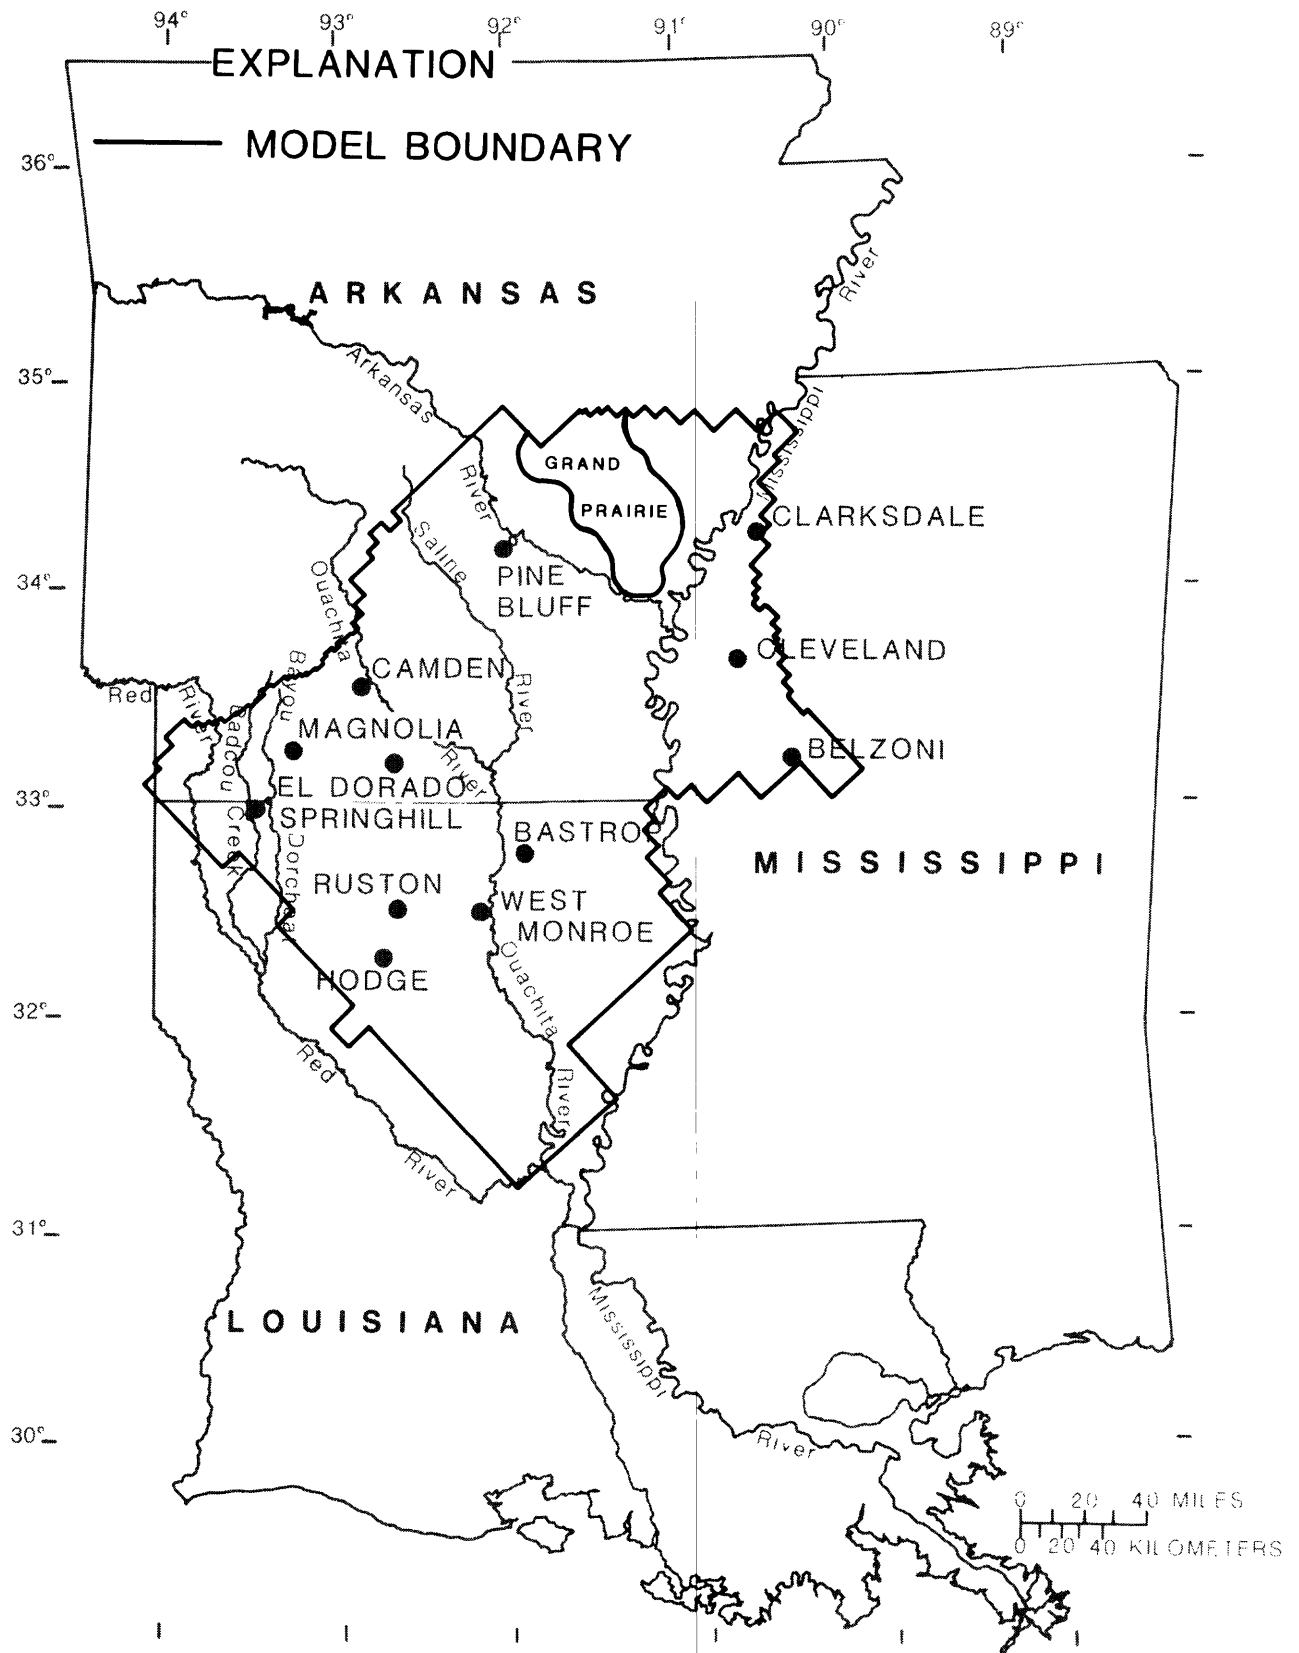 94° 93° 92° 91° 90° 89°
EXPLANATION
MODEL BOUNDARY
36°
ARKANSAS
River
35°
Arkansas
River
Mississippi
GRAND
PRAIRIE
CLARKSDALE
Saline
River
PINE
BLUFF
34°
Ouachita
CLEVELAND
CAMDEN
Red
River
Bayou
MAGNOLIA
Badcou
Creek
River
BELZONI
EL DORADO
33°
SPRINGHILL
BASTROP
Dorcheat
MISSISSIPPI
RUSTON
WEST
MONROE
HODGE
Ouachita
River
32°
Red
River
31°
LOUISIANA
Mississippi
River
30°
0 20 40 MILES
0 20 40 KILOMETERS